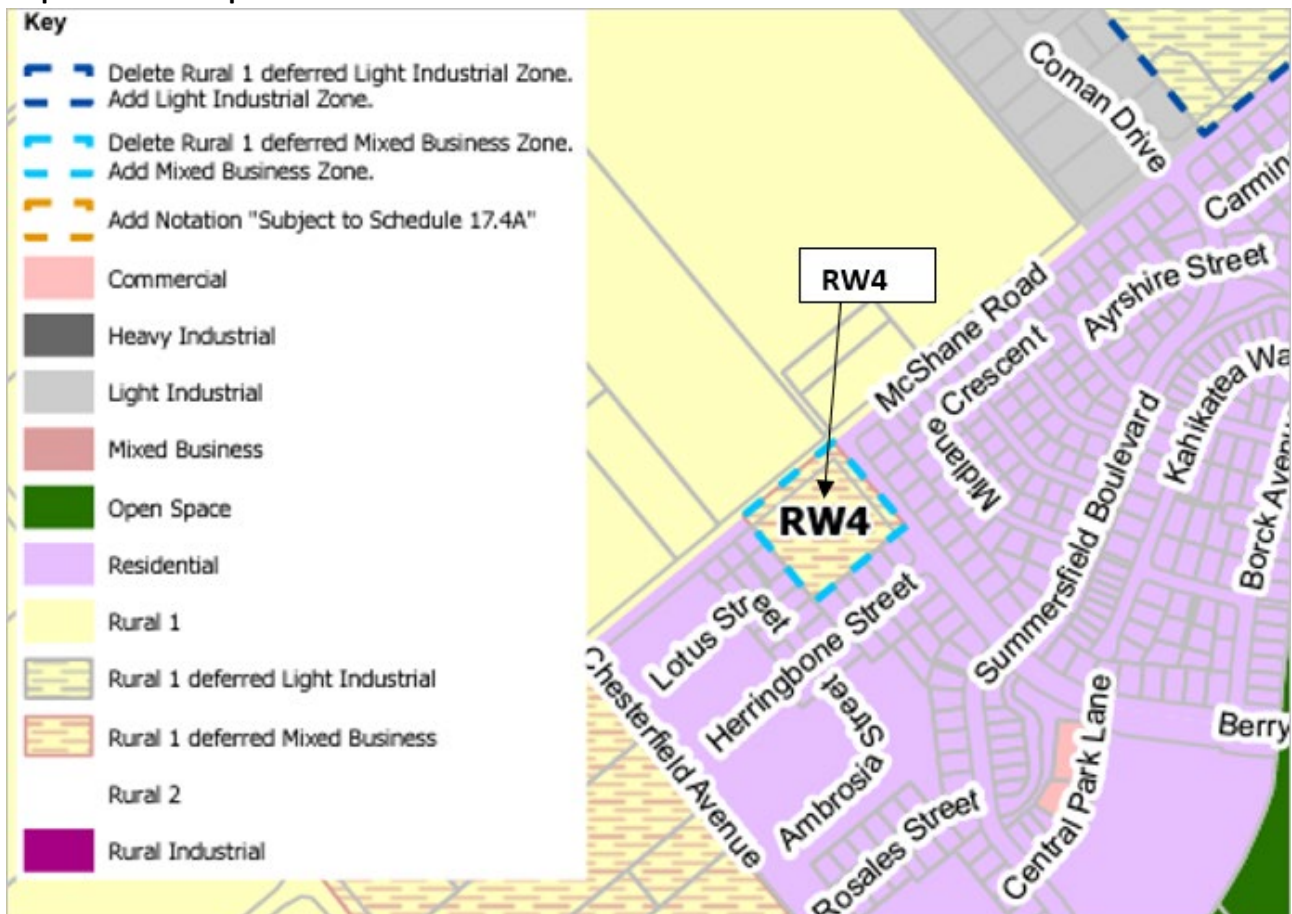 Key
Delete Rural 1 deferred Light Industrial Zone.
Add Light Industrial Zone.
Delete Rural 1 deferred Mixed Business Zone.
Add Mixed Business Zone.
Add Notation "Subject to Schedule 17.4A"
Commercial
Heavy Industrial
Light Industrial
Mixed Business
Open Space
Residential
Rural 1
Rural 1 deferred Light Industrial
Rural 1 deferred Mixed Business
Rural 2
Rural Industrial
Coman Drive
Carmin
RW4
McShane Road
Ayrshire Street
Midlane Crescent
Kahikatea Wa
Summersfield Boulevard
Borck Avenu
RW4
Lotus Street
Herringbone Street
Chesterfield Avenue
Ambrosia Street
Central Park Lane
Berry
Rosales Street